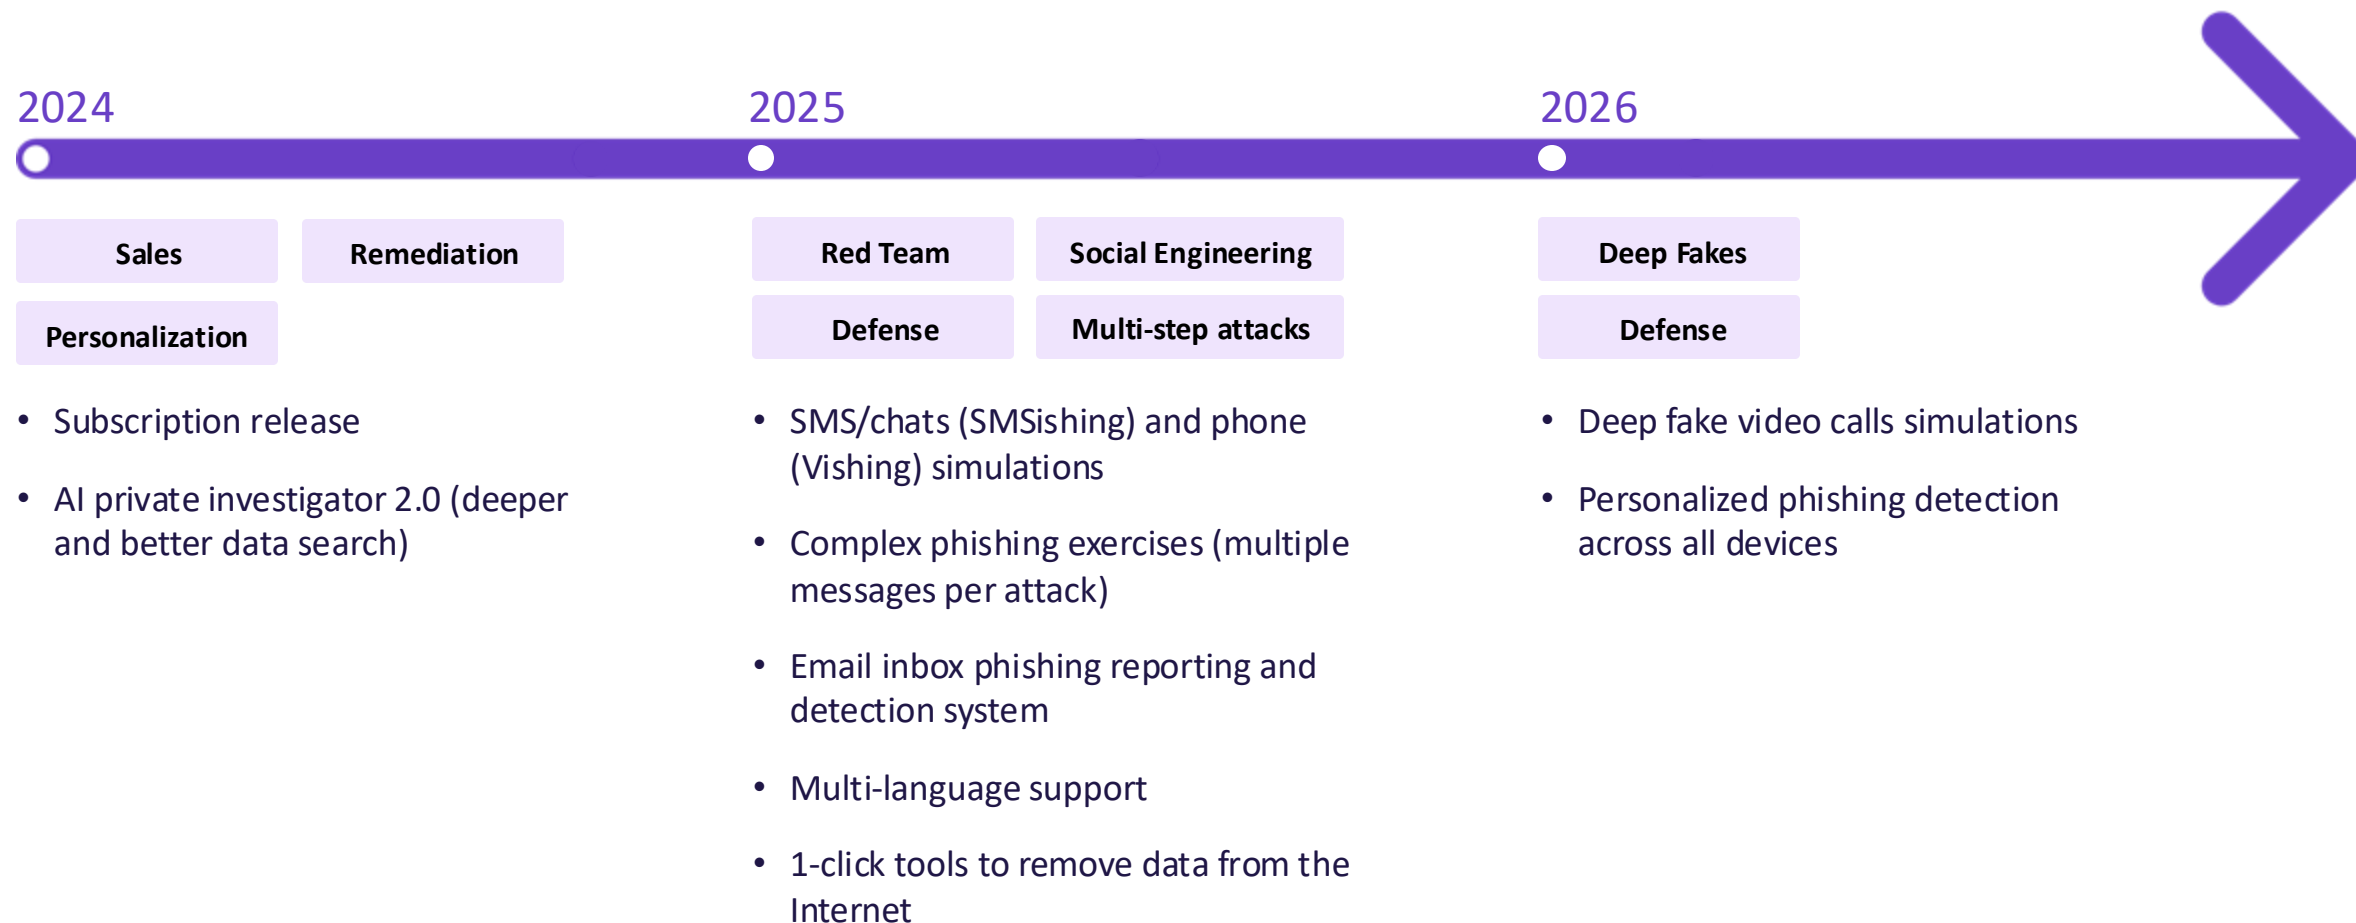 2024
2025
2026
Sales
Remediation
Personalization
• Subscription release
• AI private investigator 2.0 (deeper
and better data search)
Red Team
Social Engineering
Defense
Multi-step attacks
• SMS/chats (SMSishing) and phone
(Vishing) simulations
• Complex phishing exercises (multiple
messages per attack)
• Email inbox phishing reporting and
detection system
• Multi-language support
• 1-click tools to remove data from the
Internet
Deep Fakes
Defense
• Deep fake video calls simulations
• Personalized phishing detection
across all devices